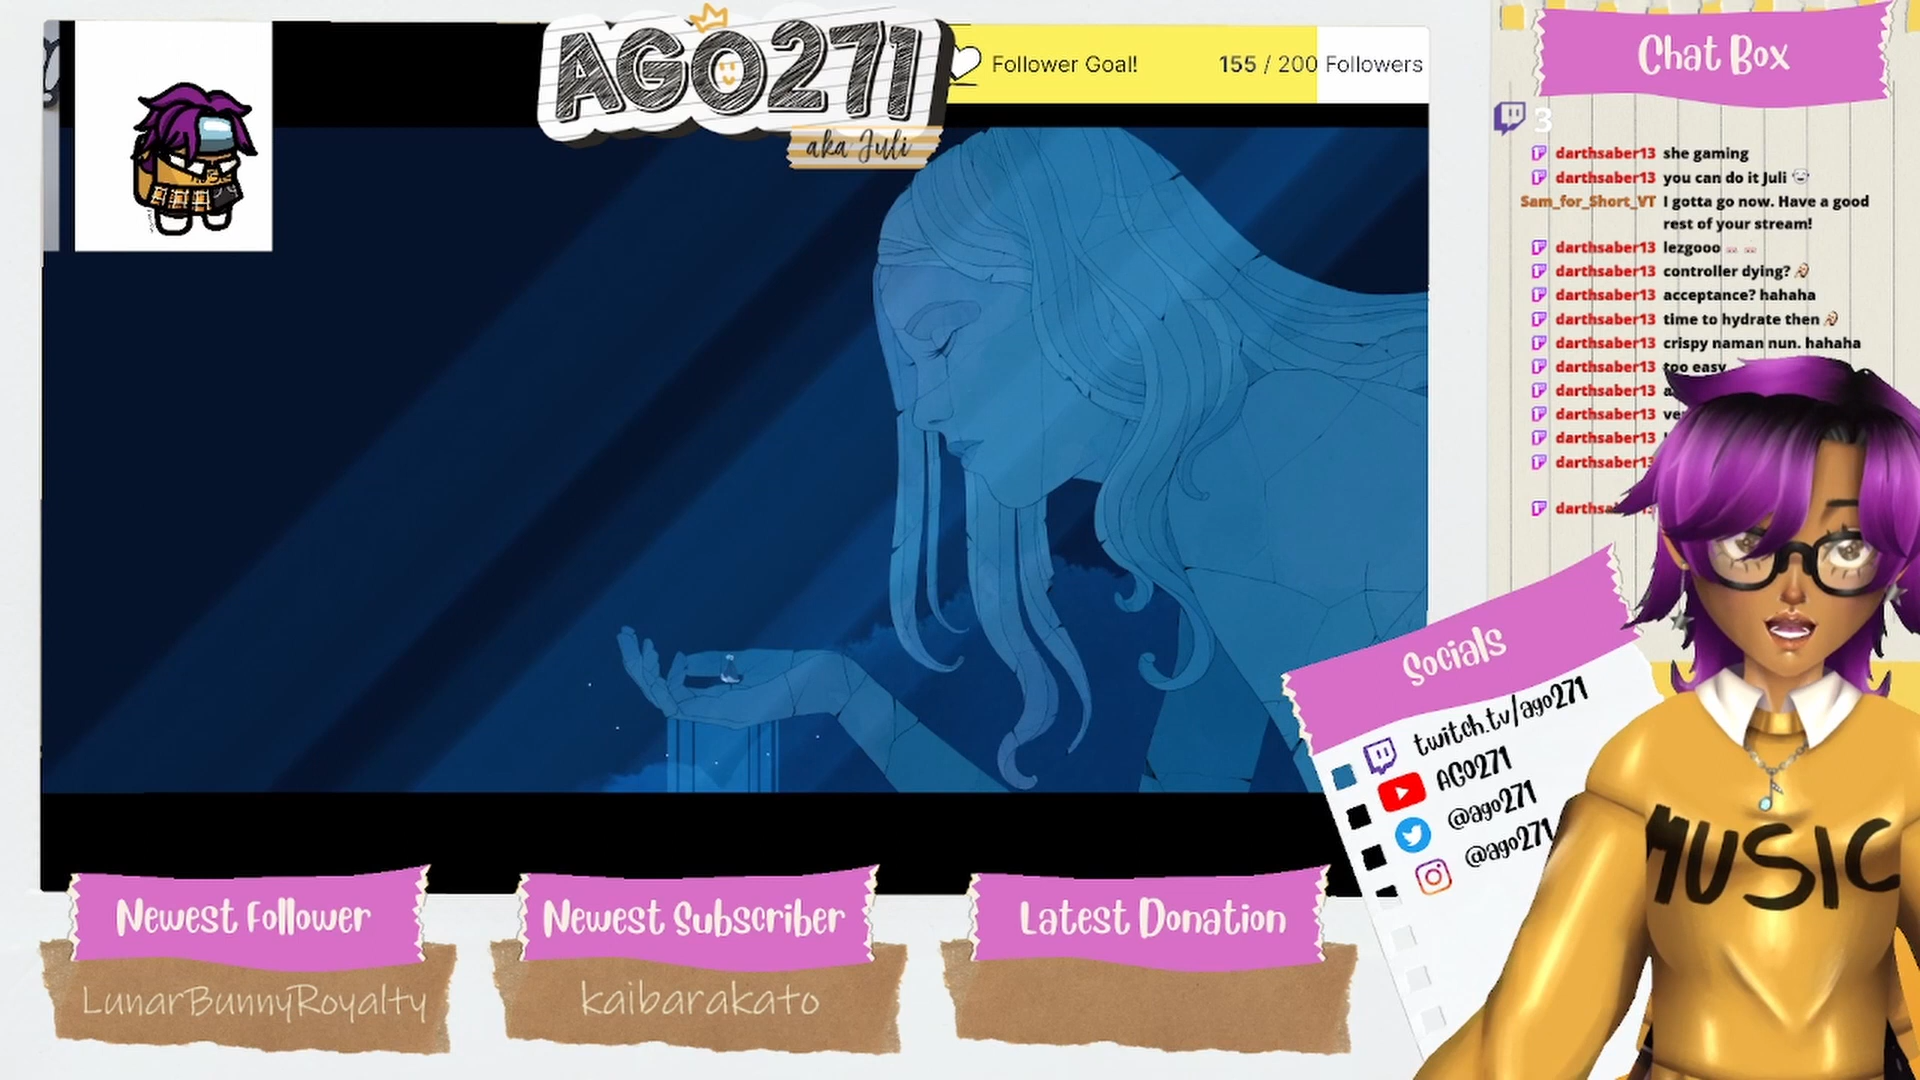 AGO271
aka Juli
Follower Goal!
155 / 200 Followers
Chat Box
3
darthsaber13 she gaming
darthsaber13 you can do it Juli
Sam_for_Short_VT I gotta go now. Have a good
rest of your stream!
darthsaber13 lezgooo
darthsaber13 controller dying?
darthsaber13 acceptance? hahaha
darthsaber13 time to hydrate then
darthsaber13 crispy naman nun. hahaha
darthsaber13 too easy
darthsaber13
darthsaber13
darthsaber13
darthsaber13
Socials
twitch.tv/ago271
AGO271
@ago271
@ago271
MUSIC
Newest Follower
LunarBunnyRoyalty
Newest Subscriber
kaibarakato
Latest Donation